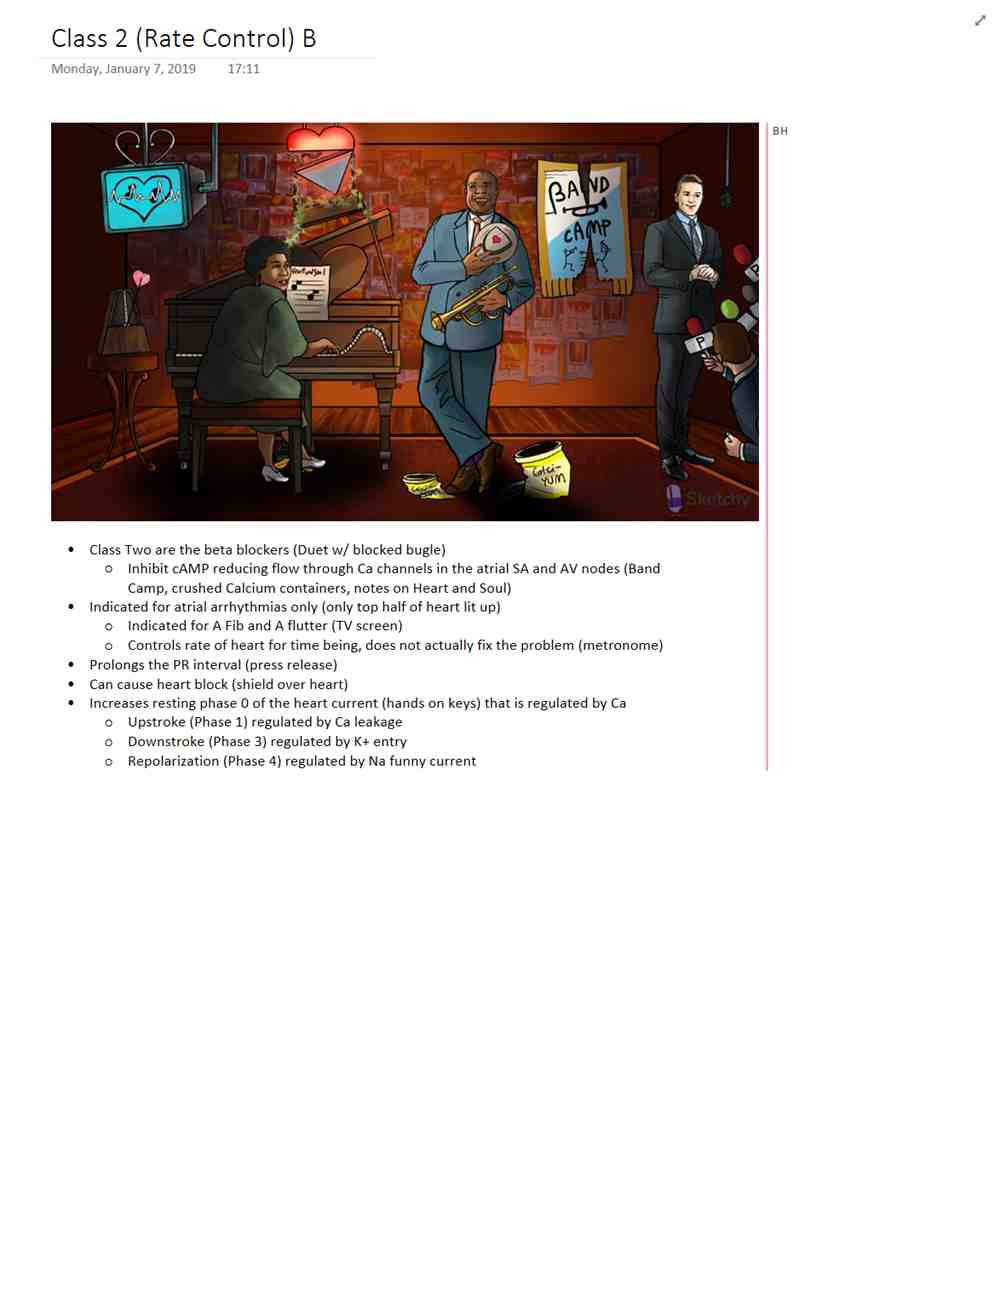 Class 2 (Rate Control) B
Monday, January 7, 2019 17:11
BH
BAND
CAMP
P
Calci-
YUM
Sketchy
• Class Two are the beta blockers (Duet w/ blocked bugle)
o Inhibit cAMP reducing flow through Ca channels in the atrial SA and AV nodes (Band
Camp, crushed Calcium containers, notes on Heart and Soul)
• Indicated for atrial arrhythmias only (only top half of heart lit up)
o Indicated for A Fib and A flutter (TV screen)
o Controls rate of heart for time being, does not actually fix the problem (metronome)
• Prolongs the PR interval (press release)
• Can cause heart block (shield over heart)
• Increases resting phase 0 of the heart current (hands on keys) that is regulated by Ca
o Upstroke (Phase 1) regulated by Ca leakage
o Downstroke (Phase 3) regulated by K+ entry
o Repolarization (Phase 4) regulated by Na funny current